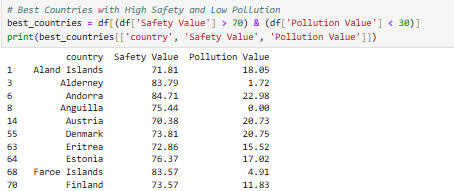 # Best Countries with High Safety and Low Pollution
best_countries = df[(df['Safety Value'] > 70) & (df['Pollution Value'] < 30)]
print(best_countries[['country', 'Safety Value', 'Pollution Value']])
country Safety Value Pollution Value
1 Aland Islands 71.81 18.05
3 Alderney 83.79 1.72
6 Andorra 84.71 22.98
8 Anguilla 75.44 0.00
14 Austria 70.38 20.73
55 Denmark 73.81 20.75
63 Eritrea 72.86 15.52
64 Estonia 76.37 17.02
68 Faroe Islands 83.57 4.91
70 Finland 73.57 11.83